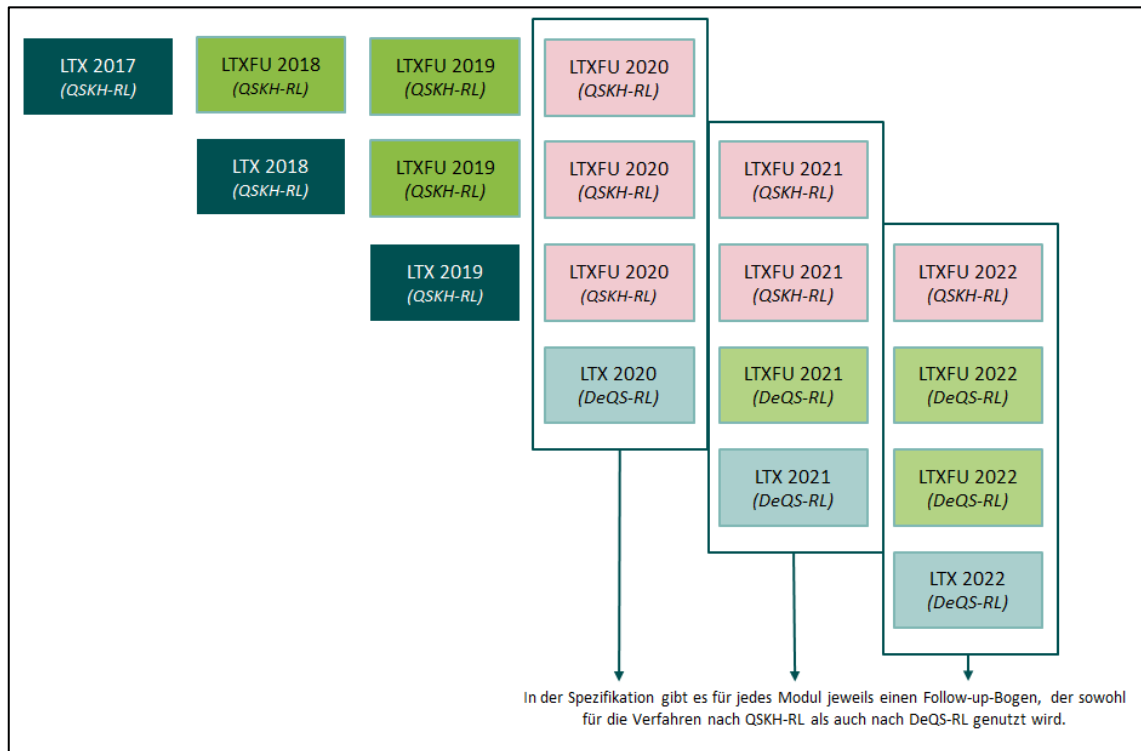 LTX 2017
(QSKH-RL)
LTXFU 2018
(QSKH-RL)
LTXFU 2019
(QSKH-RL)
LTXFU 2020
(QSKH-RL)
LTX 2018
(QSKH-RL)
LTXFU 2019
(QSKH-RL)
LTXFU 2020
(QSKH-RL)
LTXFU 2021
(QSKH-RL)
LTX 2019
(QSKH-RL)
LTXFU 2020
(QSKH-RL)
LTXFU 2021
(QSKH-RL)
LTXFU 2022
(QSKH-RL)
LTX 2020
(DeQS-RL)
LTXFU 2021
(DeQS-RL)
LTXFU 2022
(DeQS-RL)
LTX 2021
(DeQS-RL)
LTXFU 2022
(DeQS-RL)
LTX 2022
(DeQS-RL)
In der Spezifikation gibt es für jedes Modul jeweils einen Follow-up-Bogen, der sowohl
für die Verfahren nach QSKH-RL als auch nach DeQS-RL genutzt wird.